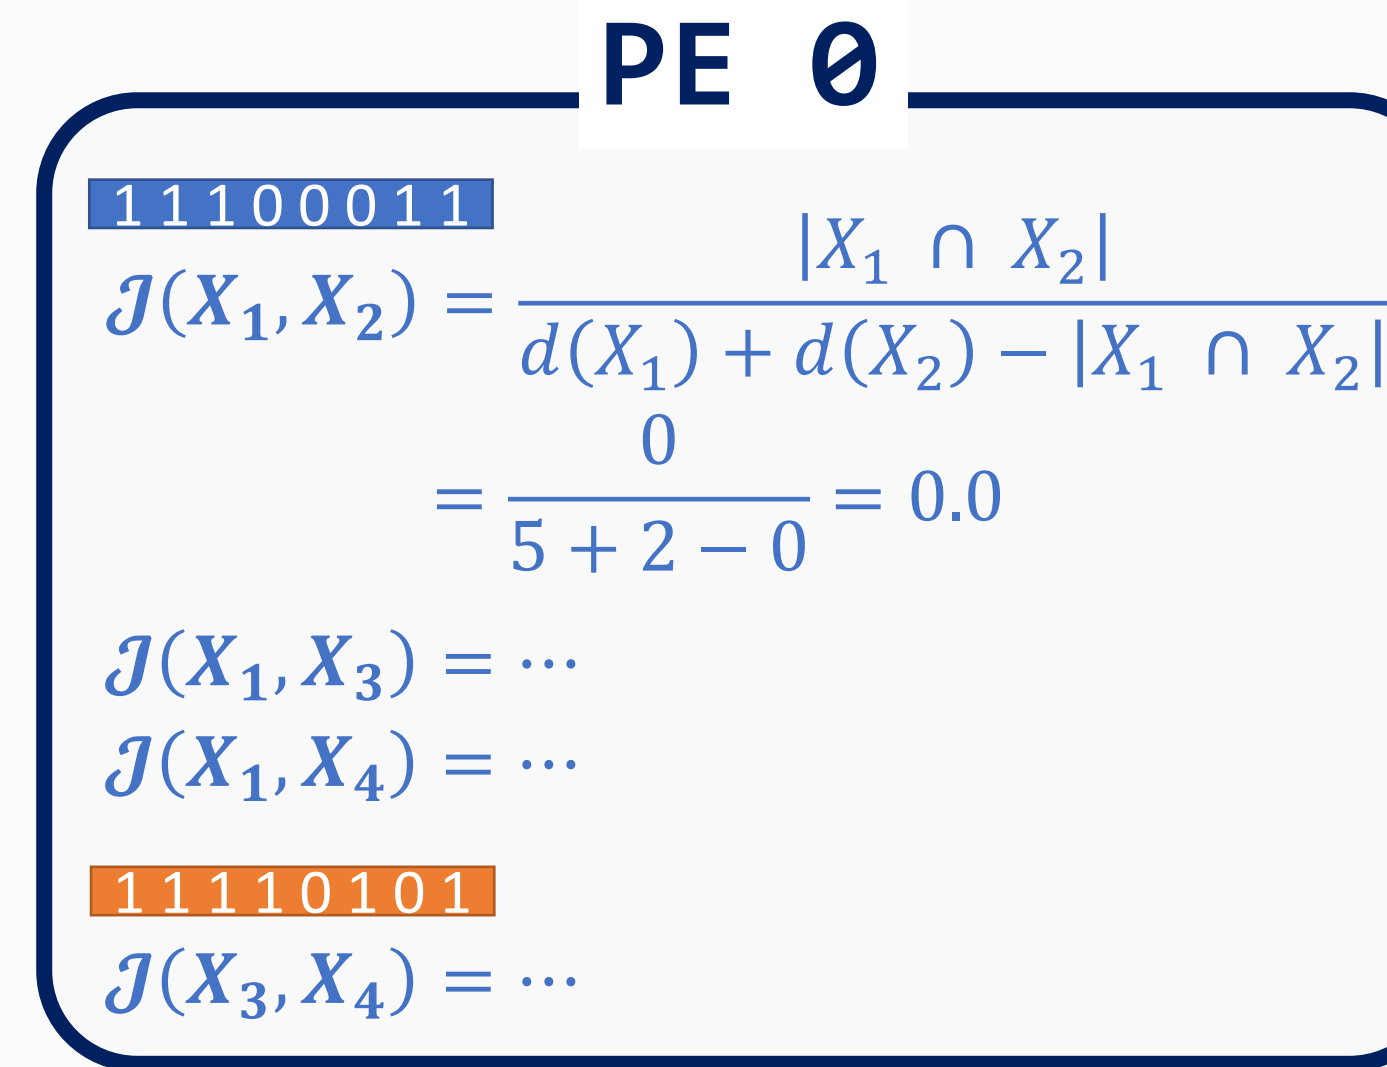 PE 0
1 1 1 0 0 0 1 1
𝒥(X₁, X₂) = |X₁ ∩ X₂| / d(X₁) + d(X₂) − |X₁ ∩ X₂|
= 0 / 5 + 2 − 0 = 0.0
𝒥(X₁, X₃) = ⋯
𝒥(X₁, X₄) = ⋯
1 1 1 1 0 1 0 1
𝒥(X₃, X₄) = ⋯